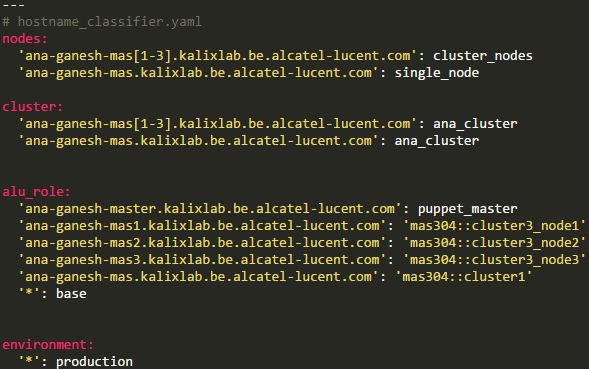 ---
# hostname_classifier.yaml
nodes:
  'ana-ganesh-mas[1-3].kalixlab.be.alcatel-lucent.com': cluster_nodes
  'ana-ganesh-mas.kalixlab.be.alcatel-lucent.com': single_node

cluster:
  'ana-ganesh-mas[1-3].kalixlab.be.alcatel-lucent.com': ana_cluster
  'ana-ganesh-mas.kalixlab.be.alcatel-lucent.com': ana_cluster


alu_role:
  'ana-ganesh-master.kalixlab.be.alcatel-lucent.com': puppet_master
  'ana-ganesh-mas1.kalixlab.be.alcatel-lucent.com': 'mas304::cluster3_node1'
  'ana-ganesh-mas2.kalixlab.be.alcatel-lucent.com': 'mas304::cluster3_node2'
  'ana-ganesh-mas3.kalixlab.be.alcatel-lucent.com': 'mas304::cluster3_node3'
  'ana-ganesh-mas.kalixlab.be.alcatel-lucent.com': 'mas304::cluster1'
  '*': base


environment:
  '*': production